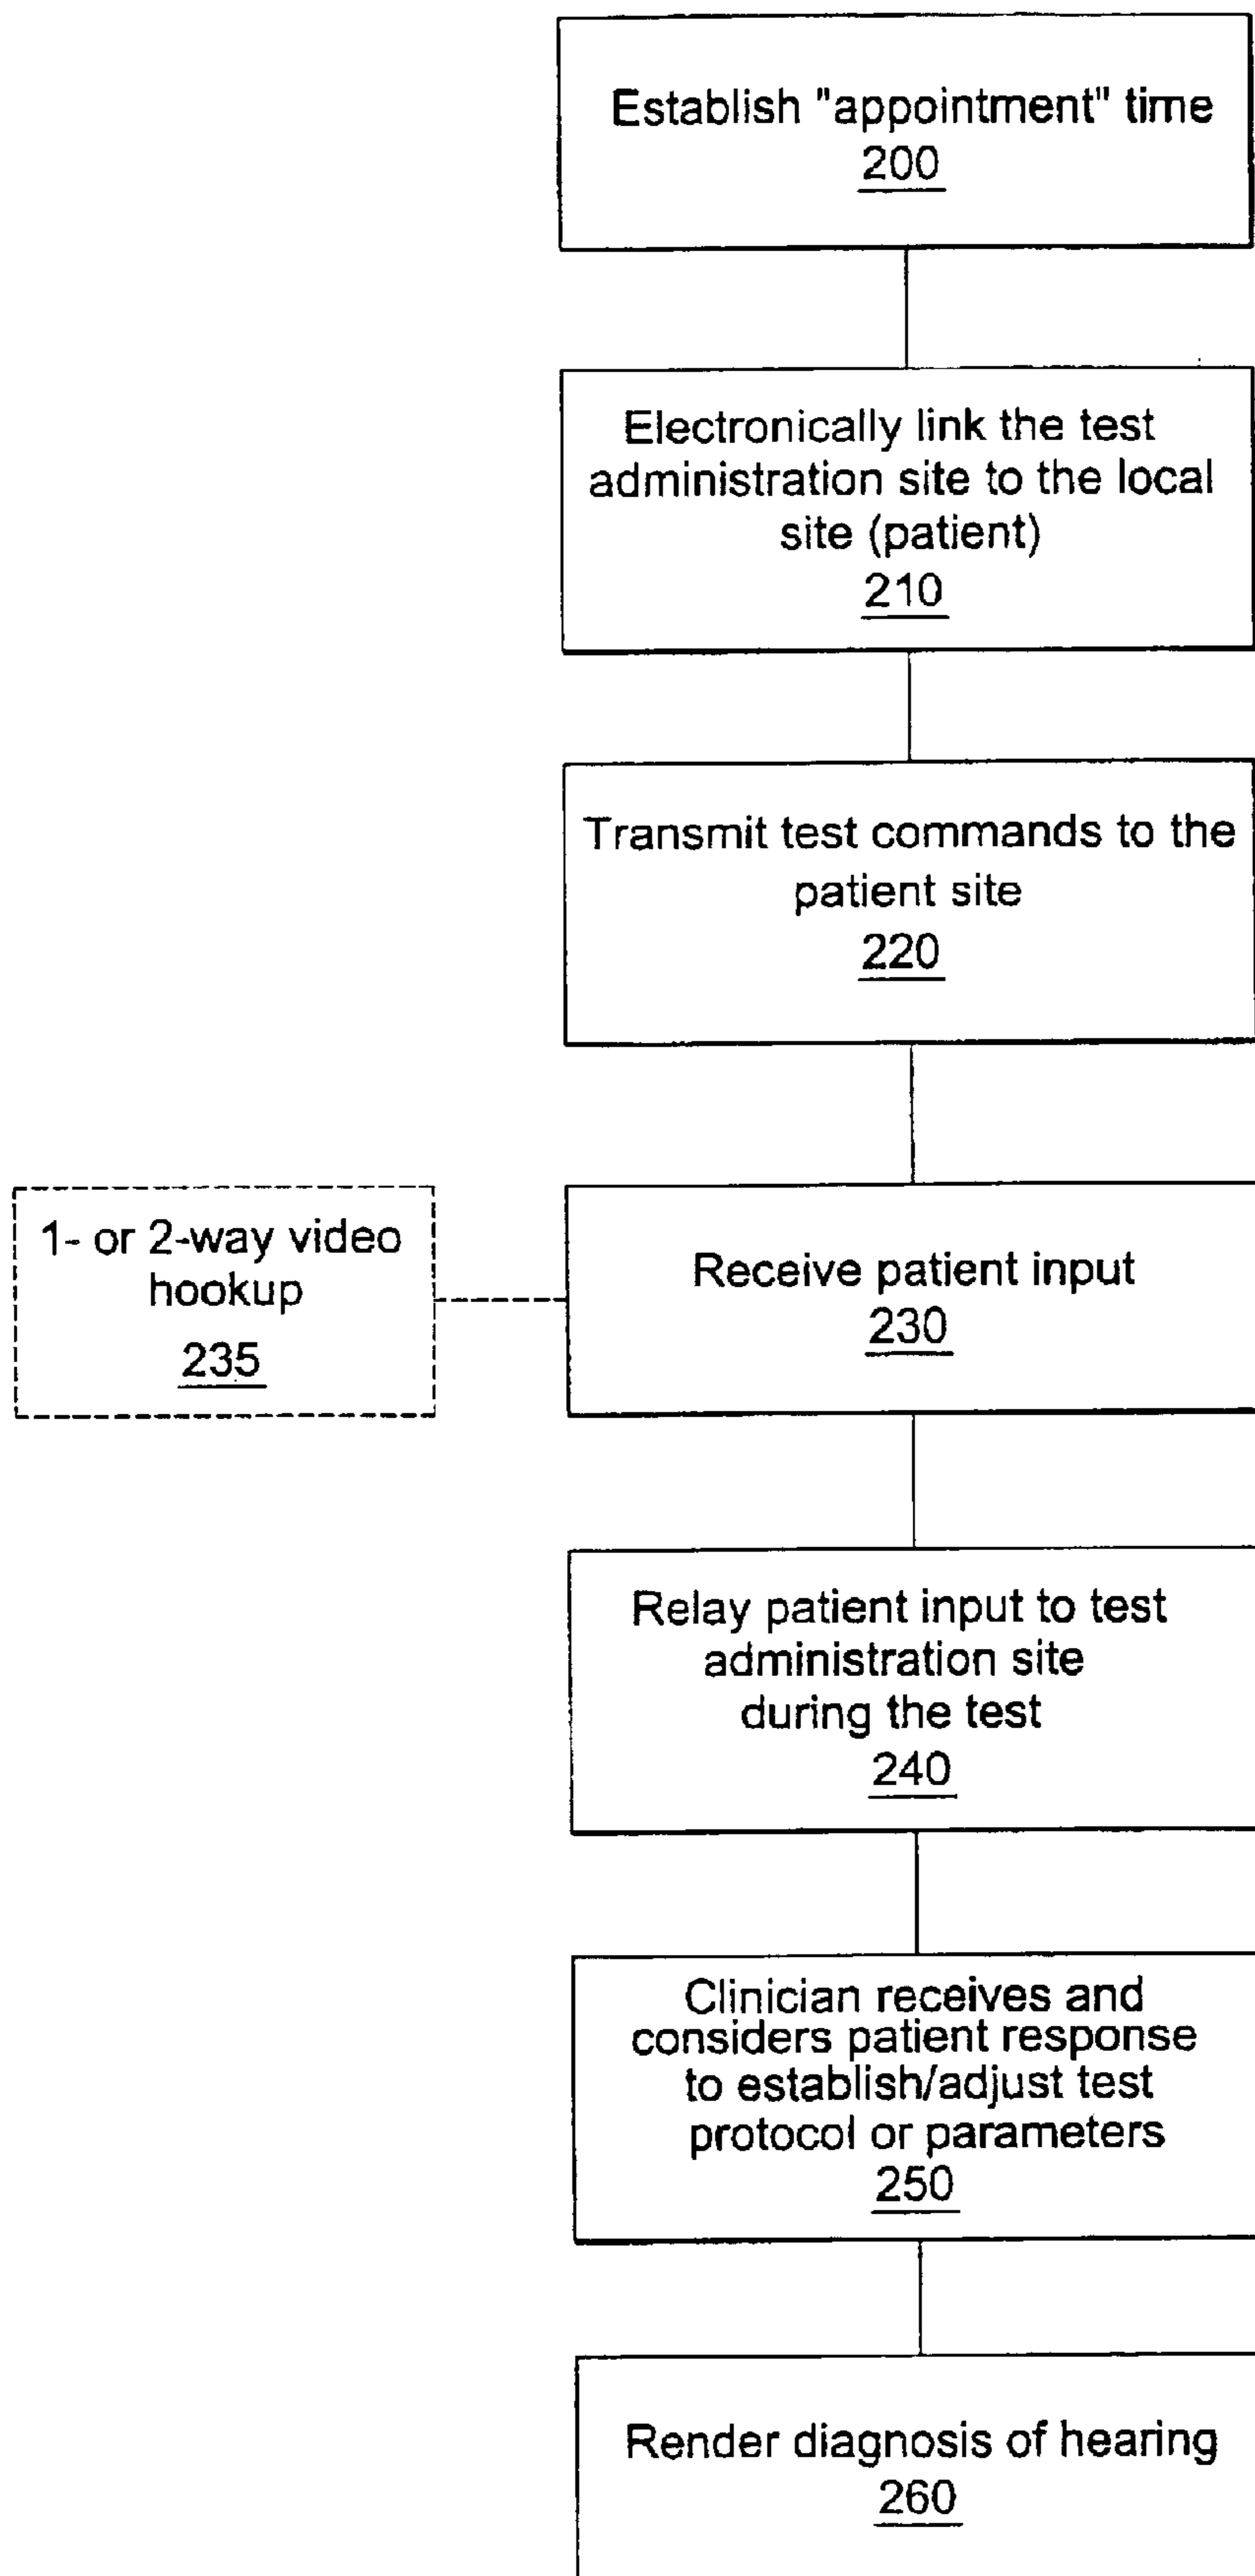 Establish "appointment" time
200
Electronically link the test
administration site to the local
site (patient)
210
Transmit test commands to the
patient site
220
1- or 2-way video
hookup
235
Receive patient input
230
Relay patient input to test
administration site
during the test
240
Clinician receives and
considers patient response
to establish/adjust test
protocol or parameters
250
Render diagnosis of hearing
260